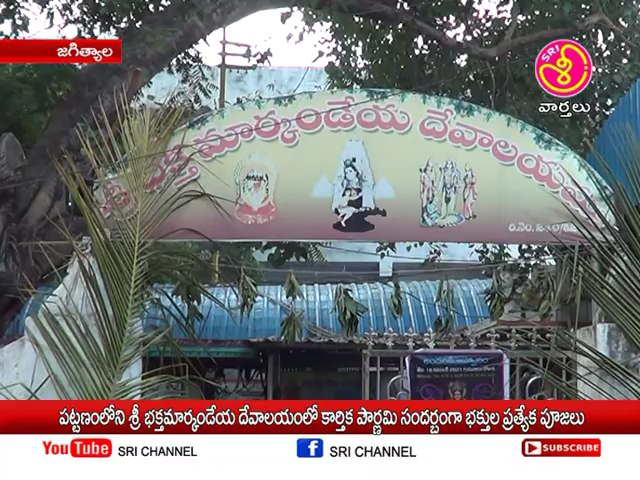 జగిత్యాల
SRI
శ్రీ
వార్తలు
శ్రీ భక్త మార్కండేయ దేవాలయము
పట్టణంలోని శ్రీ భక్తమార్కండేయ దేవాలయంలో కార్తిక పౌర్ణమి సందర్భంగా భక్తుల ప్రత్యేక పూజలు
YouTube SRI CHANNEL f SRI CHANNEL SUBSCRIBE